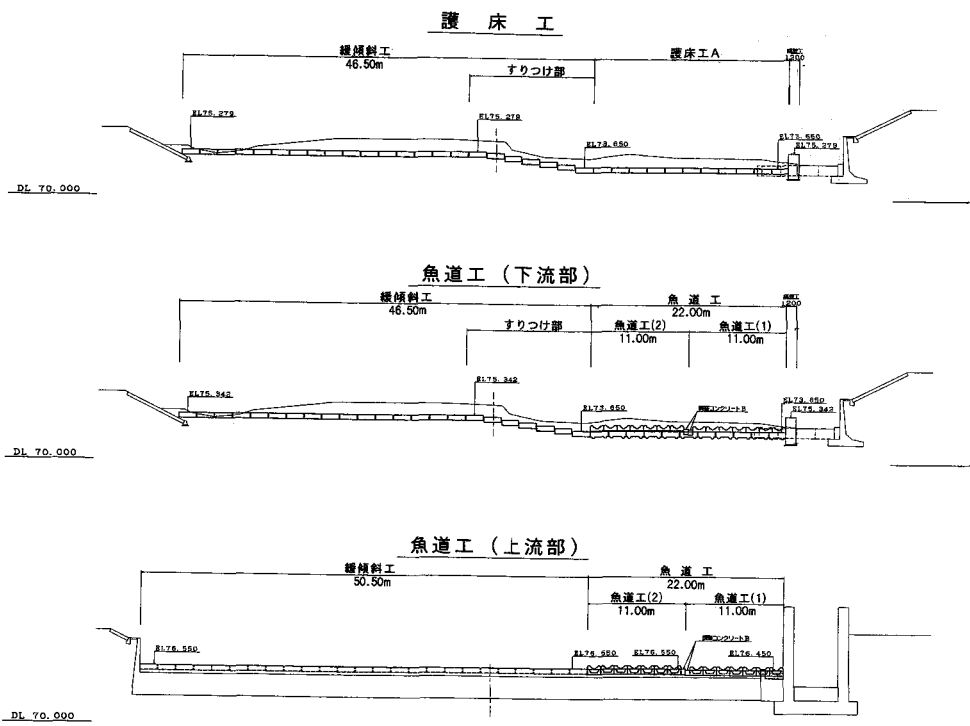 護 床 工
緩傾斜工
46.50m
護床工A
1200
すりつけ部
EL75.279
EL75.279
EL73.650
EL73.550
EL75.279
DL 70.000
魚道工 (下流部)
緩傾斜工
46.50m
魚 道 工
22.00m
1200
すりつけ部
魚道工(2)
11.00m
魚道工(1)
11.00m
EL75.342
EL75.342
EL73.650
EL73.650
EL75.342
DL 70.000
魚道工 (上流部)
緩傾斜工
50.50m
魚 道 工
22.00m
魚道工(2)
11.00m
魚道工(1)
11.00m
EL76.550
EL76.550
EL76.450
DL 70.000